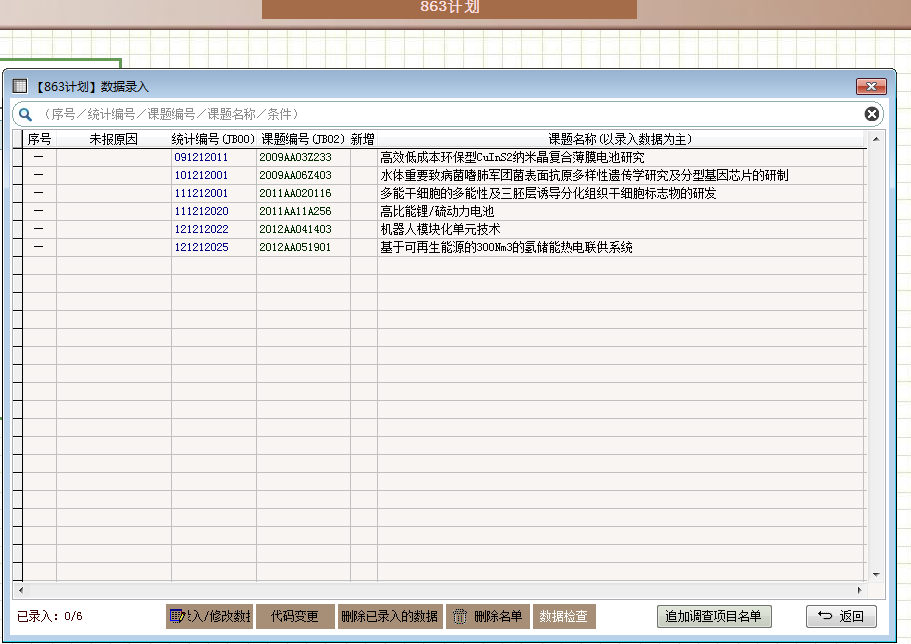 863计划
【863计划】数据录入
（序号／统计编号／课题编号／课题名称／条件）
序号 未报原因 统计编号(JB00) 课题编号(JB02) 新增 课题名称(以录入数据为主)
— 091212011 2009AA03Z233 高效低成本环保型CuInS2纳米晶复合薄膜电池研究
— 101212001 2009AA06Z403 水体重要致病菌嗜肺军团菌表面抗原多样性遗传学研究及分型基因芯片的研制
— 111212001 2011AA020116 多能干细胞的多能性及三胚层诱导分化组织干细胞标志物的研发
— 111212020 2011AA11A256 高比能锂/硫动力电池
— 121212022 2012AA041403 机器人模块化单元技术
— 121212025 2012AA051901 基于可再生能源的300Nm3的氢储能热电联供系统
已录入: 0/6 入/修改数据 代码变更 删除已录入的数据 删除名单 数据检查 追加调查项目名单 返回